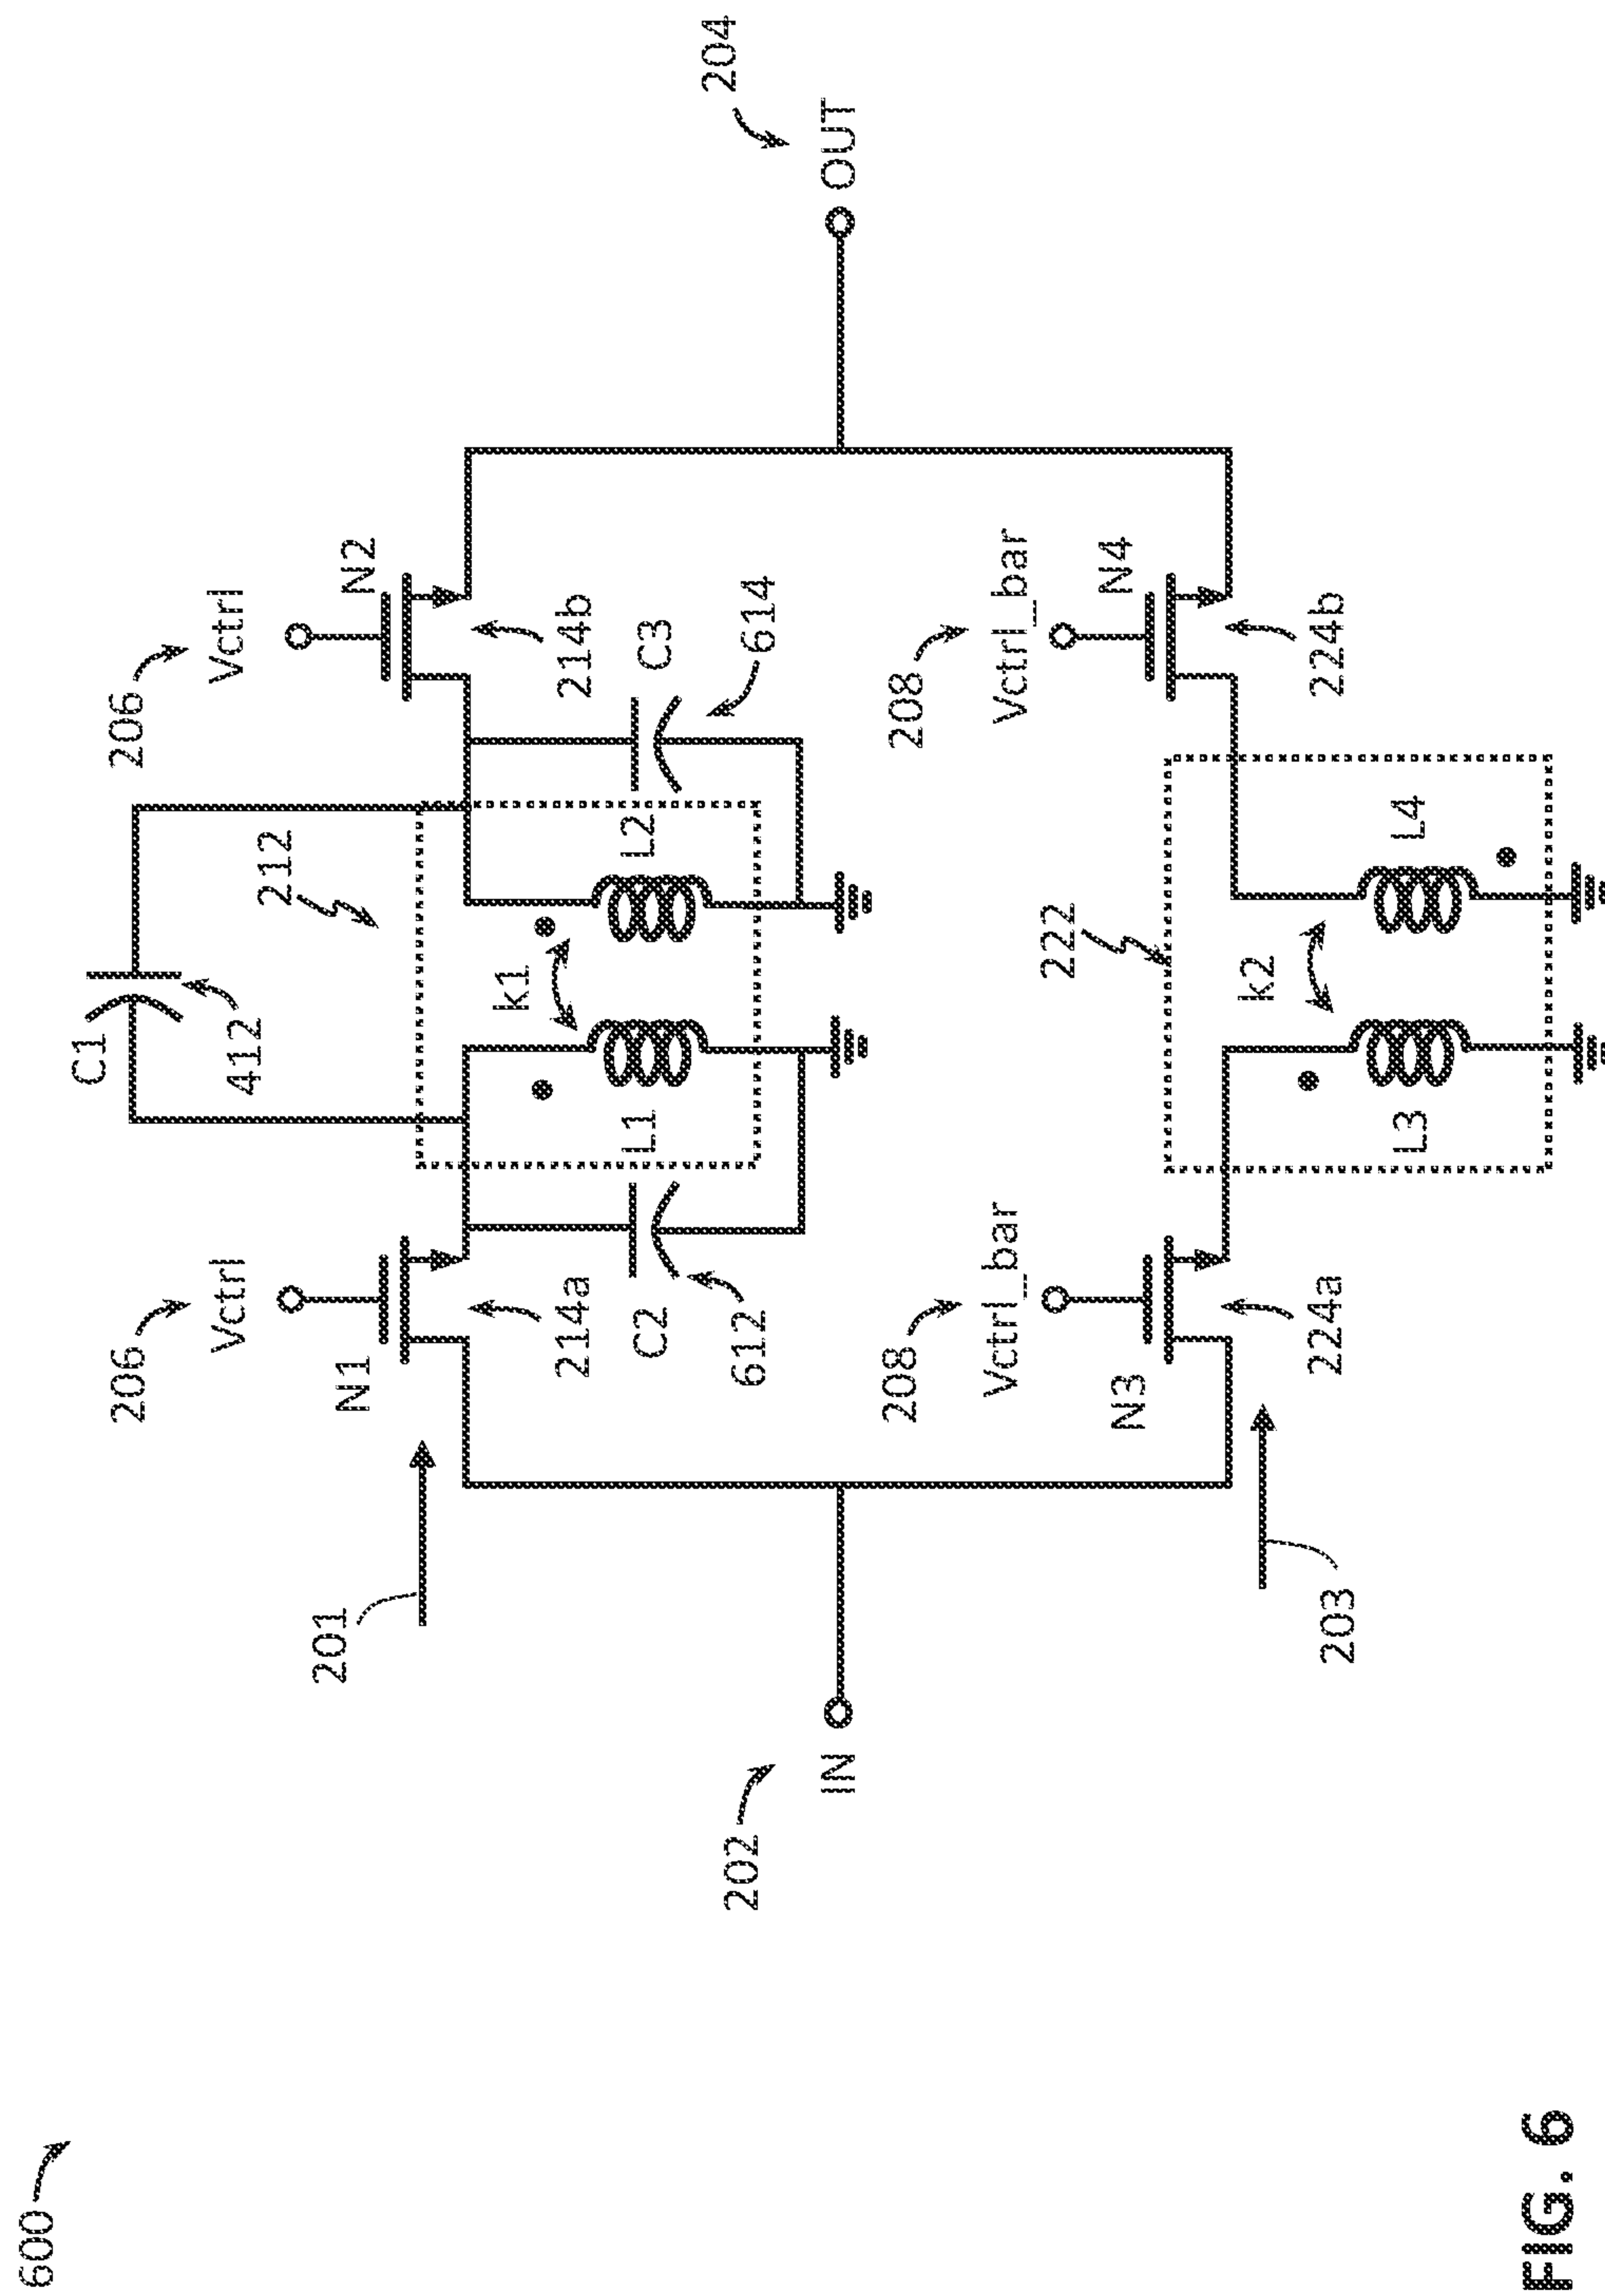 600
C1
412
212
206
Vctrl
N1
214a
206
Vctrl
N2
214b
201
k1
L1
L2
C2
612
C3
614
202
IN
204
OUT
208
Vctrl_bar
N3
224a
208
Vctrl_bar
N4
224b
222
k2
L3
L4
203
FIG. 6